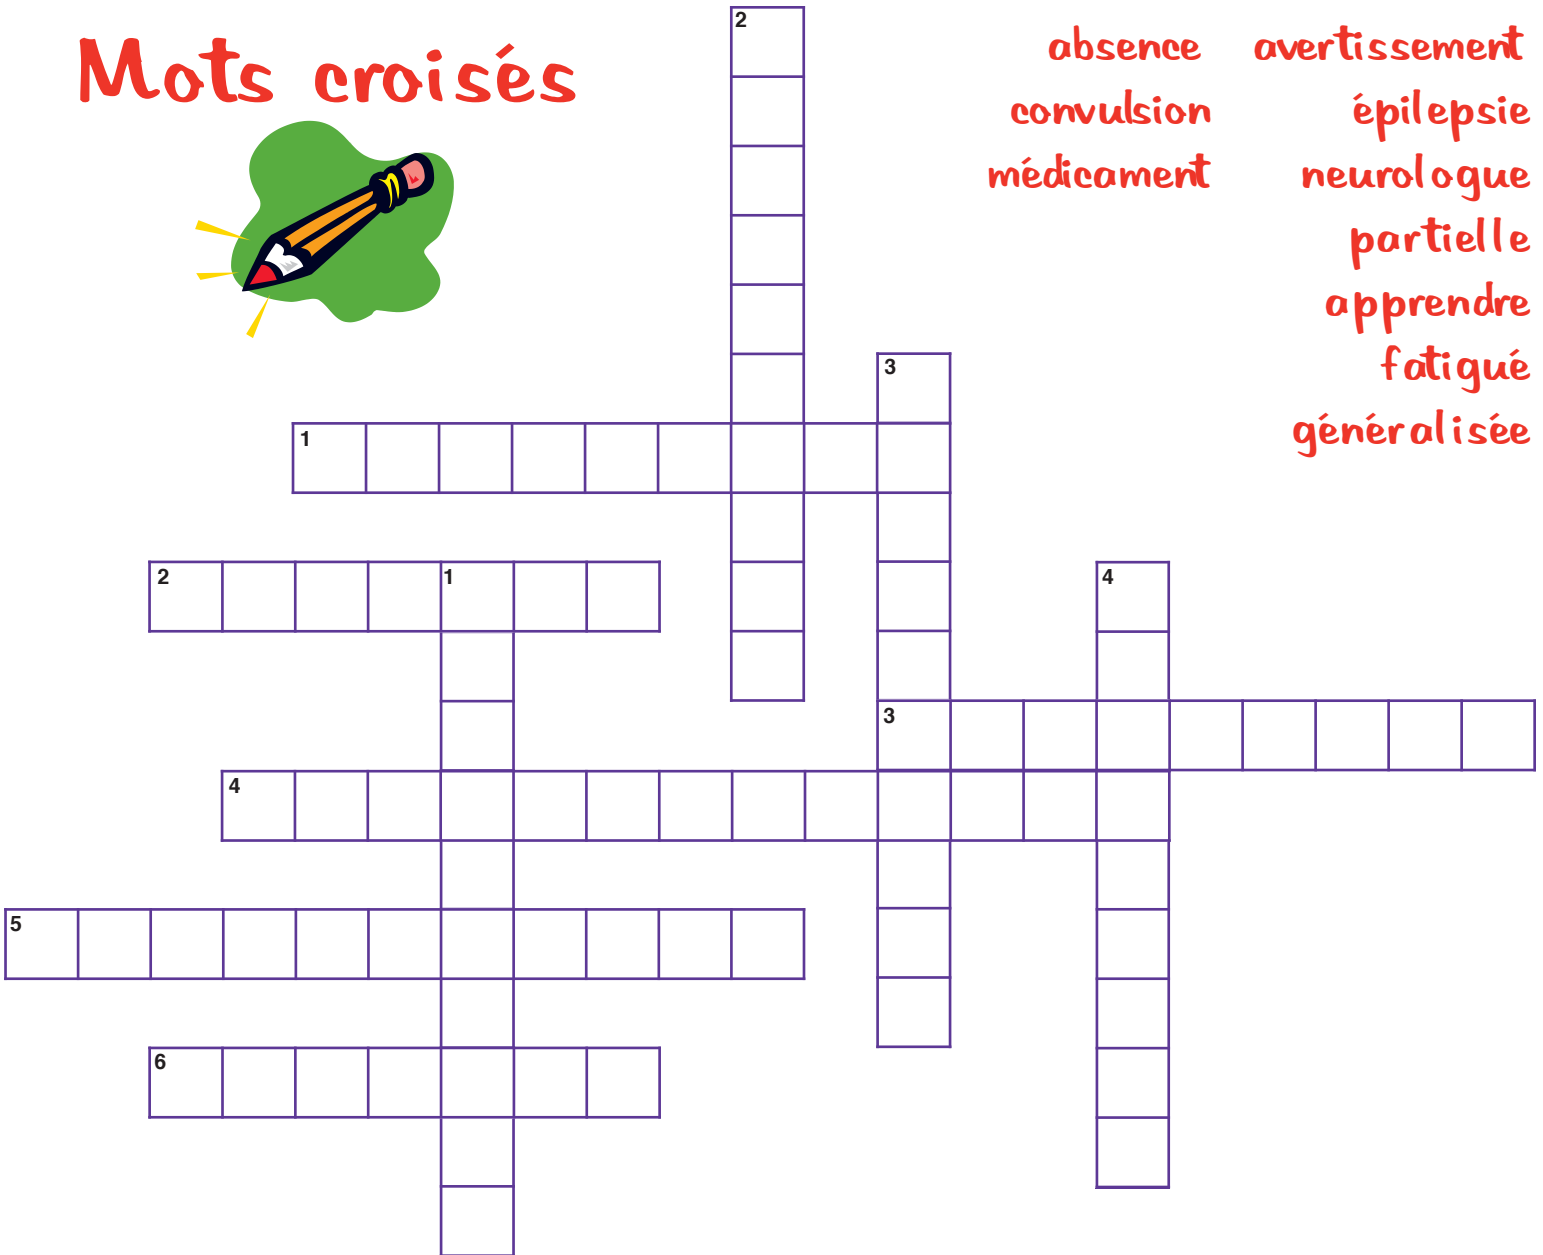 Mots croisés
absence avertissement
convulsion épilepsie
médicament neurologue
partielle
apprendre
fatigué
généralisée
2
3
1
2 1 4
3
4
5
6